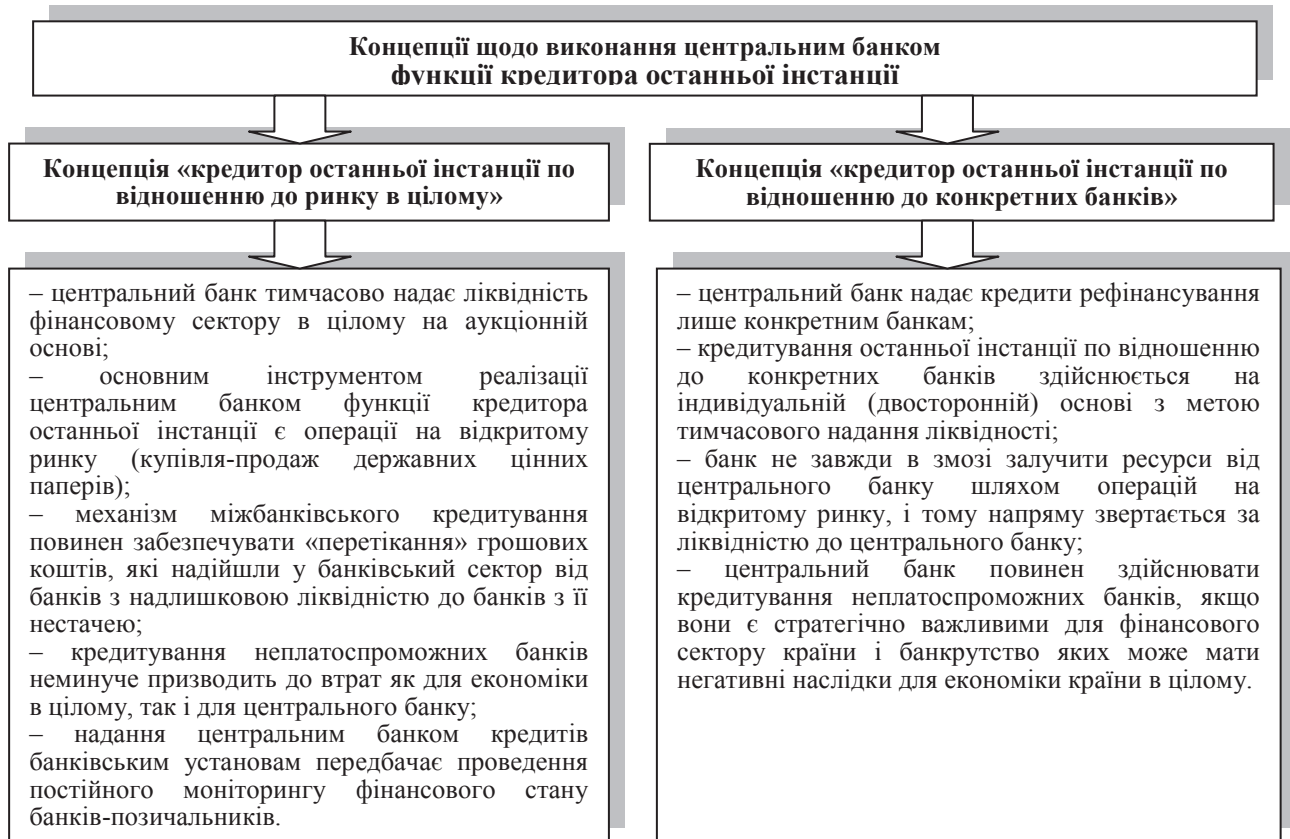 Концепції щодо виконання центральним банком
функції кредитора останньої інстанції
Концепція «кредитор останньої інстанції по
відношенню до ринку в цілому»
– центральний банк тимчасово надає ліквідність
фінансовому сектору в цілому на аукціонній
основі;
– основним інструментом реалізації
центральним банком функції кредитора
останньої інстанції є операції на відкритому
ринку (купівля-продаж державних цінних
паперів);
– механізм міжбанківського кредитування
повинен забезпечувати «перетікання» грошових
коштів, які надійшли у банківський сектор від
банків з надлишковою ліквідністю до банків з її
нестачею;
– кредитування неплатоспроможних банків
неминуче призводить до втрат як для економіки
в цілому, так і для центрального банку;
– надання центральним банком кредитів
банківським установам передбачає проведення
постійного моніторингу фінансового стану
банків-позичальників.
Концепція «кредитор останньої інстанції по
відношенню до конкретних банків»
– центральний банк надає кредити рефінансування
лише конкретним банкам;
– кредитування останньої інстанції по відношенню
до конкретних банків здійснюється на
індивідуальній (двосторонній) основі з метою
тимчасового надання ліквідності;
– банк не завжди в змозі залучити ресурси від
центрального банку шляхом операцій на
відкритому ринку, і тому напряму звертається за
ліквідністю до центрального банку;
– центральний банк повинен здійснювати
кредитування неплатоспроможних банків, якщо
вони є стратегічно важливими для фінансового
сектору країни і банкрутство яких може мати
негативні наслідки для економіки країни в цілому.